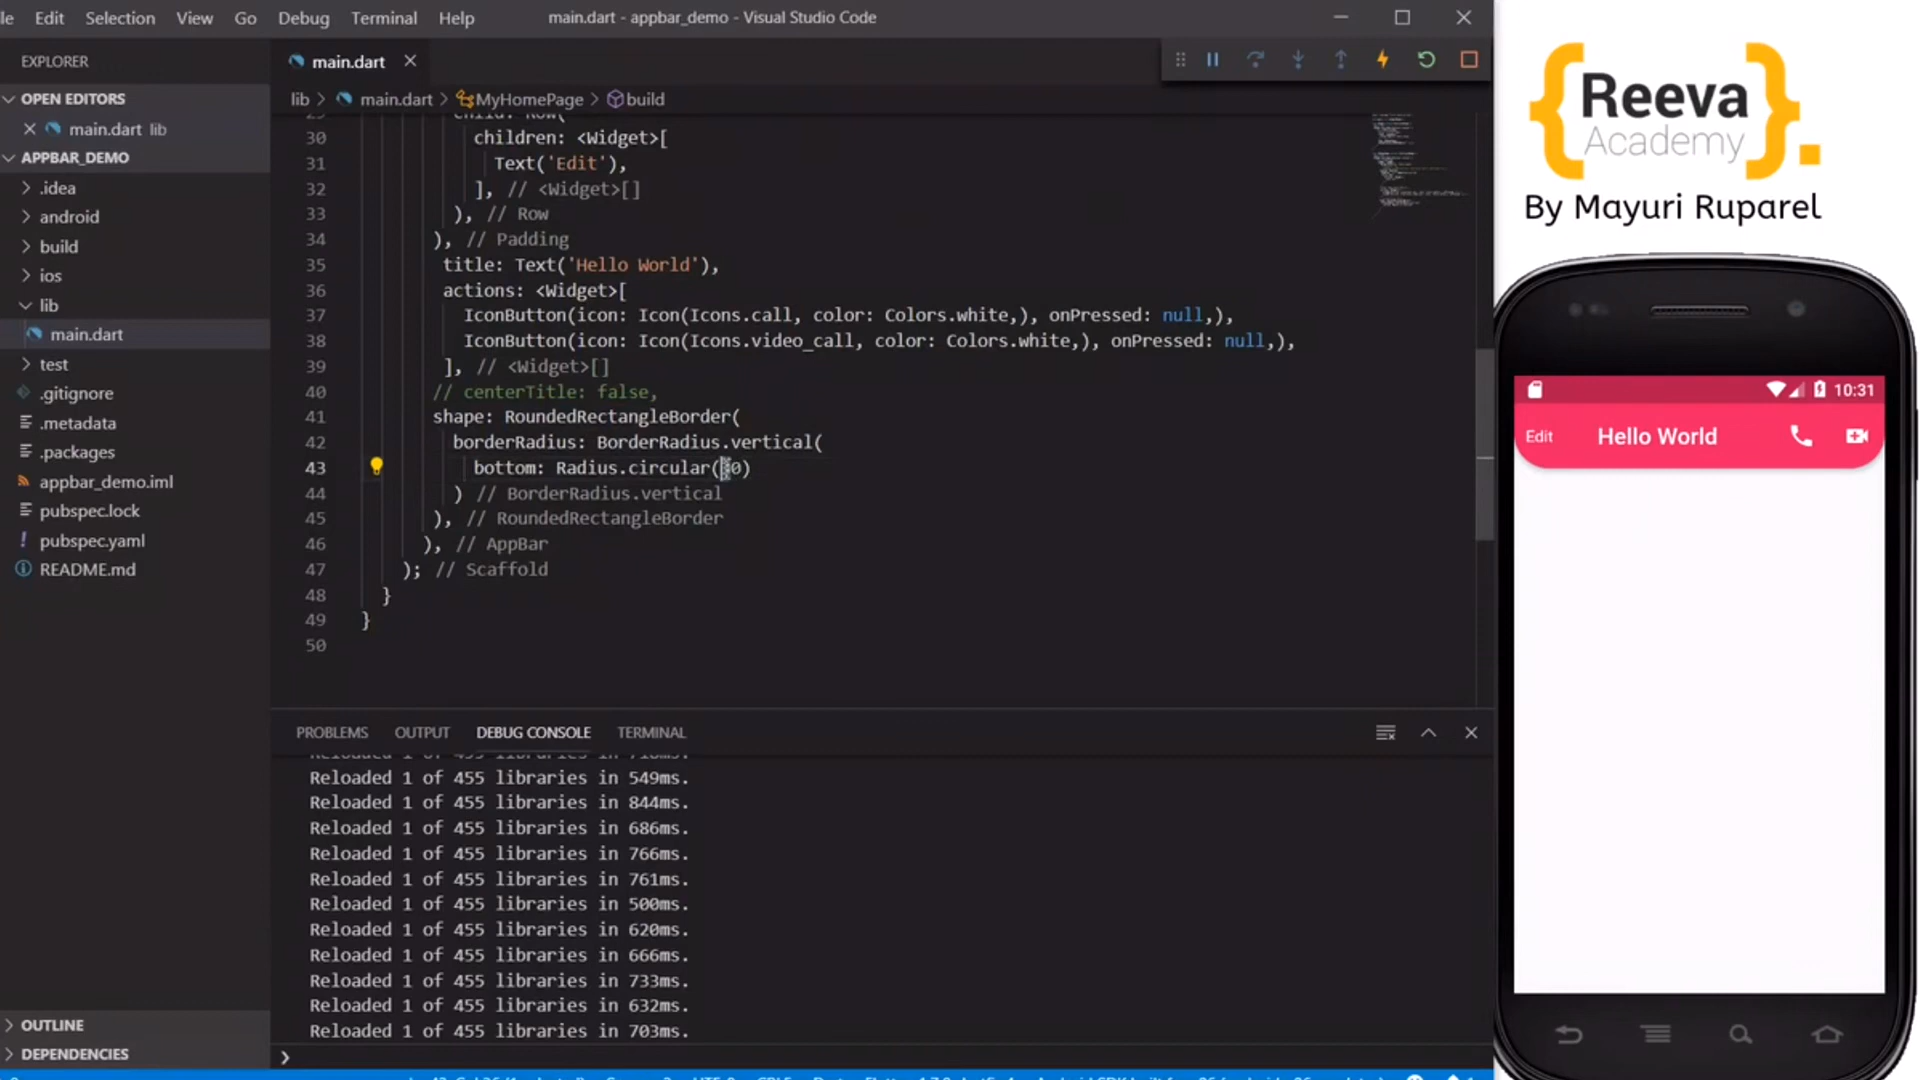 Edit Selection View Go Debug Terminal Help
main.dart - appbar_demo - Visual Studio Code
EXPLORER
OPEN EDITORS
main.dart lib
APPBAR_DEMO
.idea
android
build
ios
lib
main.dart
test
.gitignore
.metadata
.packages
appbar_demo.iml
pubspec.lock
pubspec.yaml
README.md
OUTLINE
DEPENDENCIES
main.dart
lib > main.dart > MyHomePage > build
30 children: <Widget>[
31 Text('Edit'),
32 ], // <Widget>[]
33 ), // Row
34 ), // Padding
35 title: Text('Hello World'),
36 actions: <Widget>[
37 IconButton(icon: Icon(Icons.call, color: Colors.white,), onPressed: null,),
38 IconButton(icon: Icon(Icons.video_call, color: Colors.white,), onPressed: null,),
39 ], // <Widget>[]
40 // centerTitle: false,
41 shape: RoundedRectangleBorder(
42 borderRadius: BorderRadius.vertical(
43 bottom: Radius.circular(
44 ) // BorderRadius.vertical
45 ), // RoundedRectangleBorder
46 ), // AppBar
47 ); // Scaffold
48 }
49 }
50
PROBLEMS OUTPUT DEBUG CONSOLE TERMINAL
Reloaded 1 of 455 libraries in 549ms.
Reloaded 1 of 455 libraries in 844ms.
Reloaded 1 of 455 libraries in 686ms.
Reloaded 1 of 455 libraries in 766ms.
Reloaded 1 of 455 libraries in 761ms.
Reloaded 1 of 455 libraries in 500ms.
Reloaded 1 of 455 libraries in 620ms.
Reloaded 1 of 455 libraries in 666ms.
Reloaded 1 of 455 libraries in 733ms.
Reloaded 1 of 455 libraries in 632ms.
Reloaded 1 of 455 libraries in 703ms.
{Reeva
Academy}.
By Mayuri Ruparel
10:31
Edit Hello World